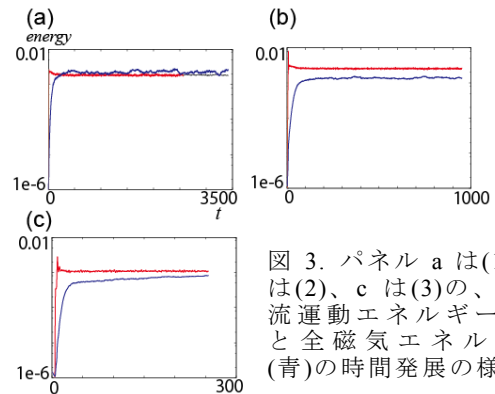 (a)
energy
0.01
1e-6
0
3500
t
(b)
0.01
1e-6
0
1000
(c)
0.01
1e-6
0
300
図 3. パネル a は(
は(2)、c は(3)の、
流運動エネルギー
と全磁気エネル
(青)の時間発展の様